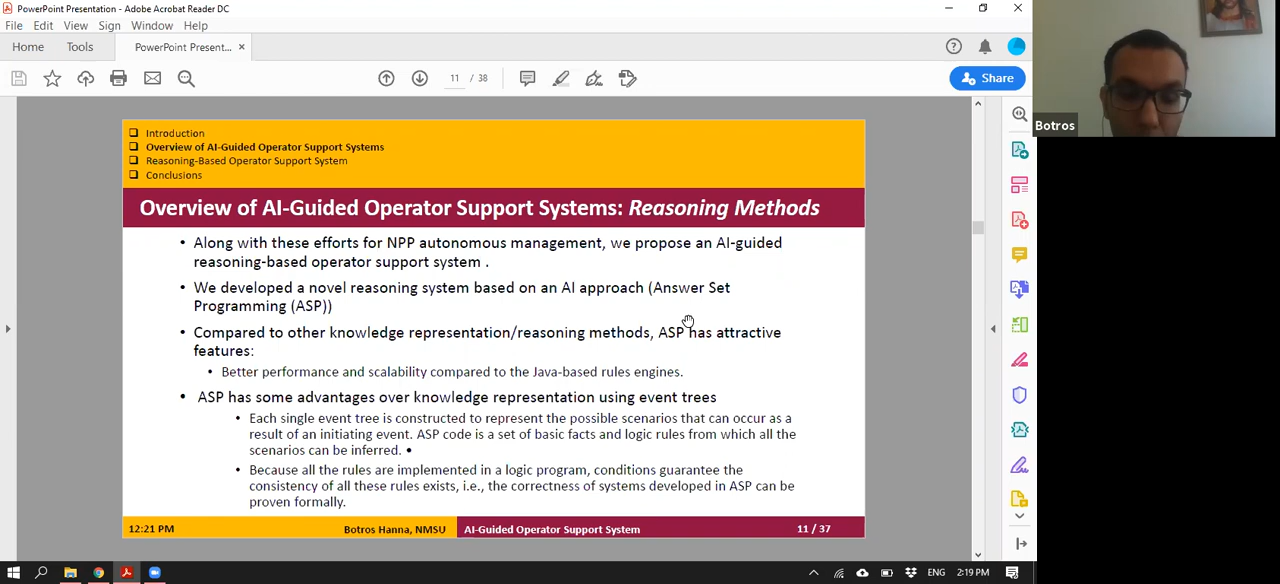 PowerPoint Presentation - Adobe Acrobat Reader DC
File Edit View Sign Window Help
Home Tools PowerPoint Present... ×
11 / 38
Share
Botros
Introduction
Overview of AI-Guided Operator Support Systems
Reasoning-Based Operator Support System
Conclusions
Overview of AI-Guided Operator Support Systems: Reasoning Methods
• Along with these efforts for NPP autonomous management, we propose an AI-guided
reasoning-based operator support system .
• We developed a novel reasoning system based on an AI approach (Answer Set
Programming (ASP))
• Compared to other knowledge representation/reasoning methods, ASP has attractive
features:
• Better performance and scalability compared to the Java-based rules engines.
• ASP has some advantages over knowledge representation using event trees
• Each single event tree is constructed to represent the possible scenarios that can occur as a
result of an initiating event. ASP code is a set of basic facts and logic rules from which all the
scenarios can be inferred. •
• Because all the rules are implemented in a logic program, conditions guarantee the
consistency of all these rules exists, i.e., the correctness of systems developed in ASP can be
proven formally.
12:21 PM Botros Hanna, NMSU AI-Guided Operator Support System 11 / 37
ENG 2:19 PM